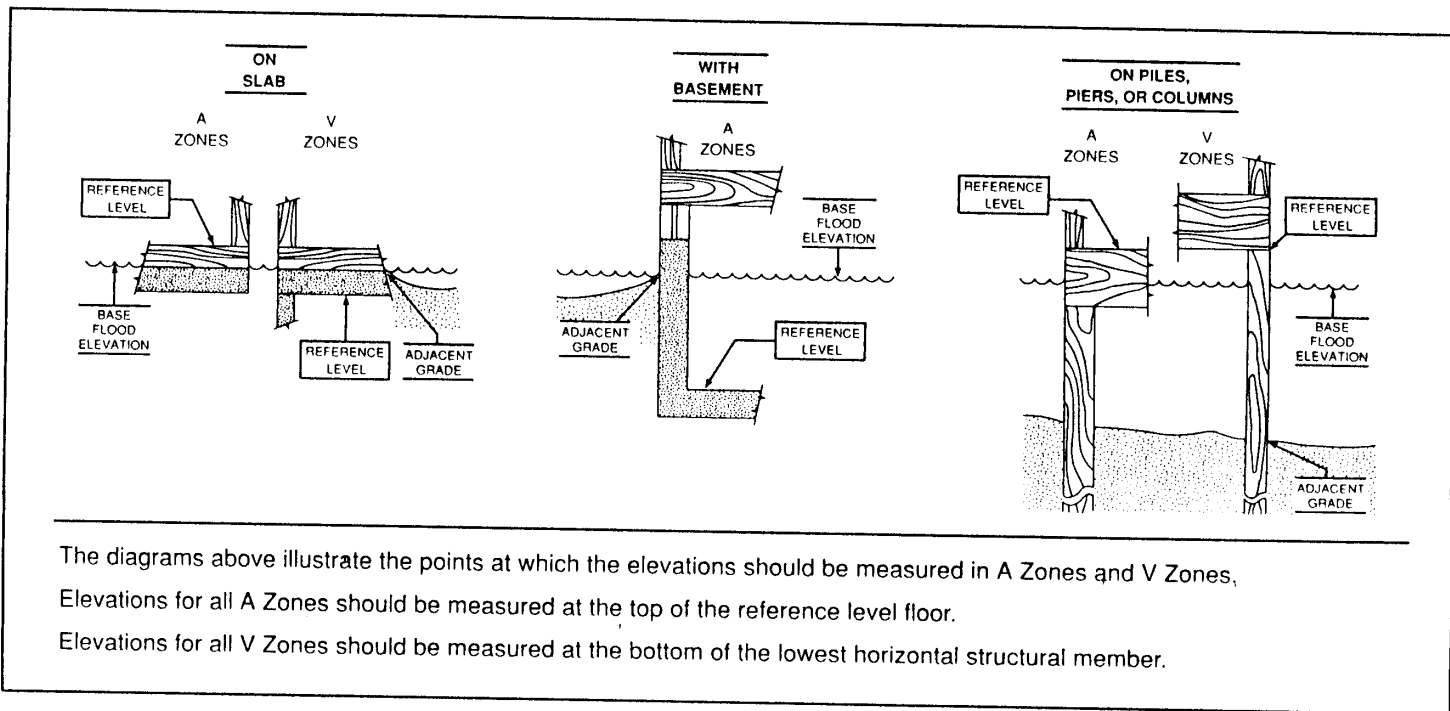 ON
SLAB
A
ZONES
V
ZONES
REFERENCE
LEVEL
BASE
FLOOD
ELEVATION
REFERENCE
LEVEL
ADJACENT
GRADE
WITH
BASEMENT
A
ZONES
BASE
FLOOD
ELEVATION
ADJACENT
GRADE
REFERENCE
LEVEL
ON PILES,
PIERS, OR COLUMNS
A
ZONES
V
ZONES
REFERENCE
LEVEL
REFERENCE
LEVEL
BASE
FLOOD
ELEVATION
ADJACENT
GRADE
The diagrams above illustrate the points at which the elevations should be measured in A Zones and V Zones,
Elevations for all A Zones should be measured at the top of the reference level floor.
Elevations for all V Zones should be measured at the bottom of the lowest horizontal structural member.